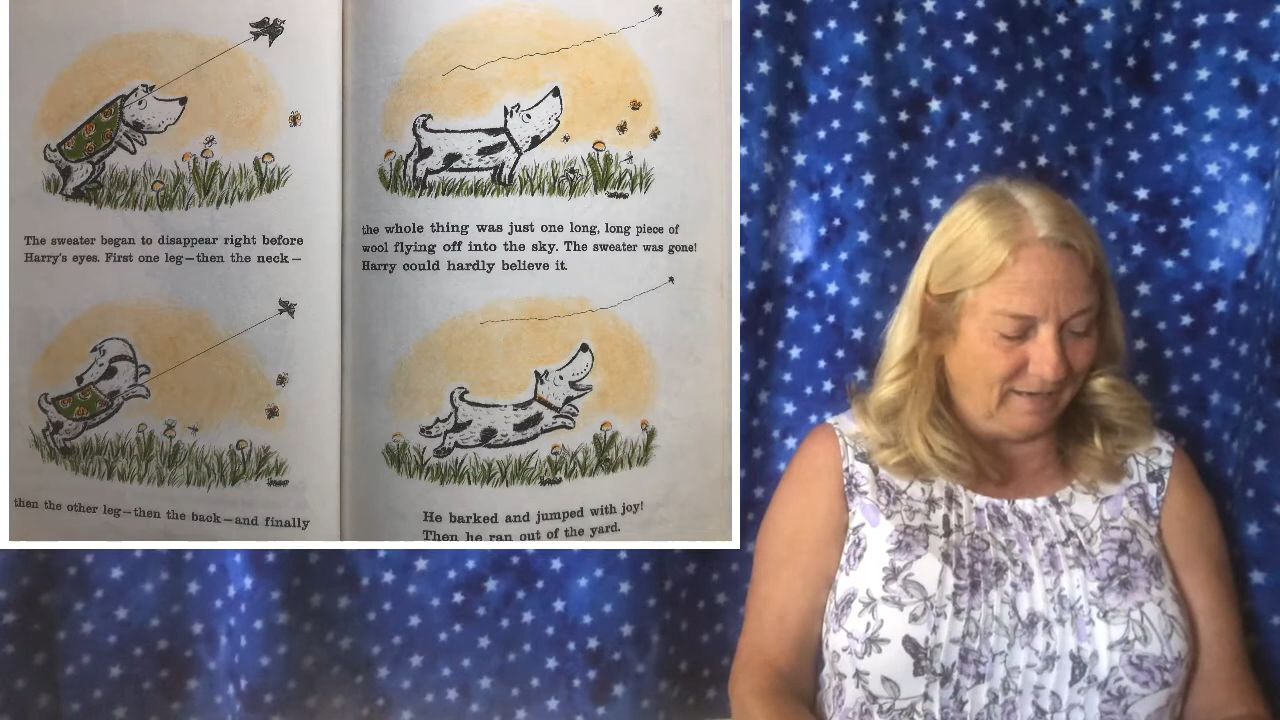 The sweater began to disappear right before
Harry's eyes. First one leg—then the neck—
then the other leg—then the back—and finally
the whole thing was just one long, long piece of
wool flying off into the sky. The sweater was gone!
Harry could hardly believe it.
He barked and jumped with joy!
Then he ran out of the yard.